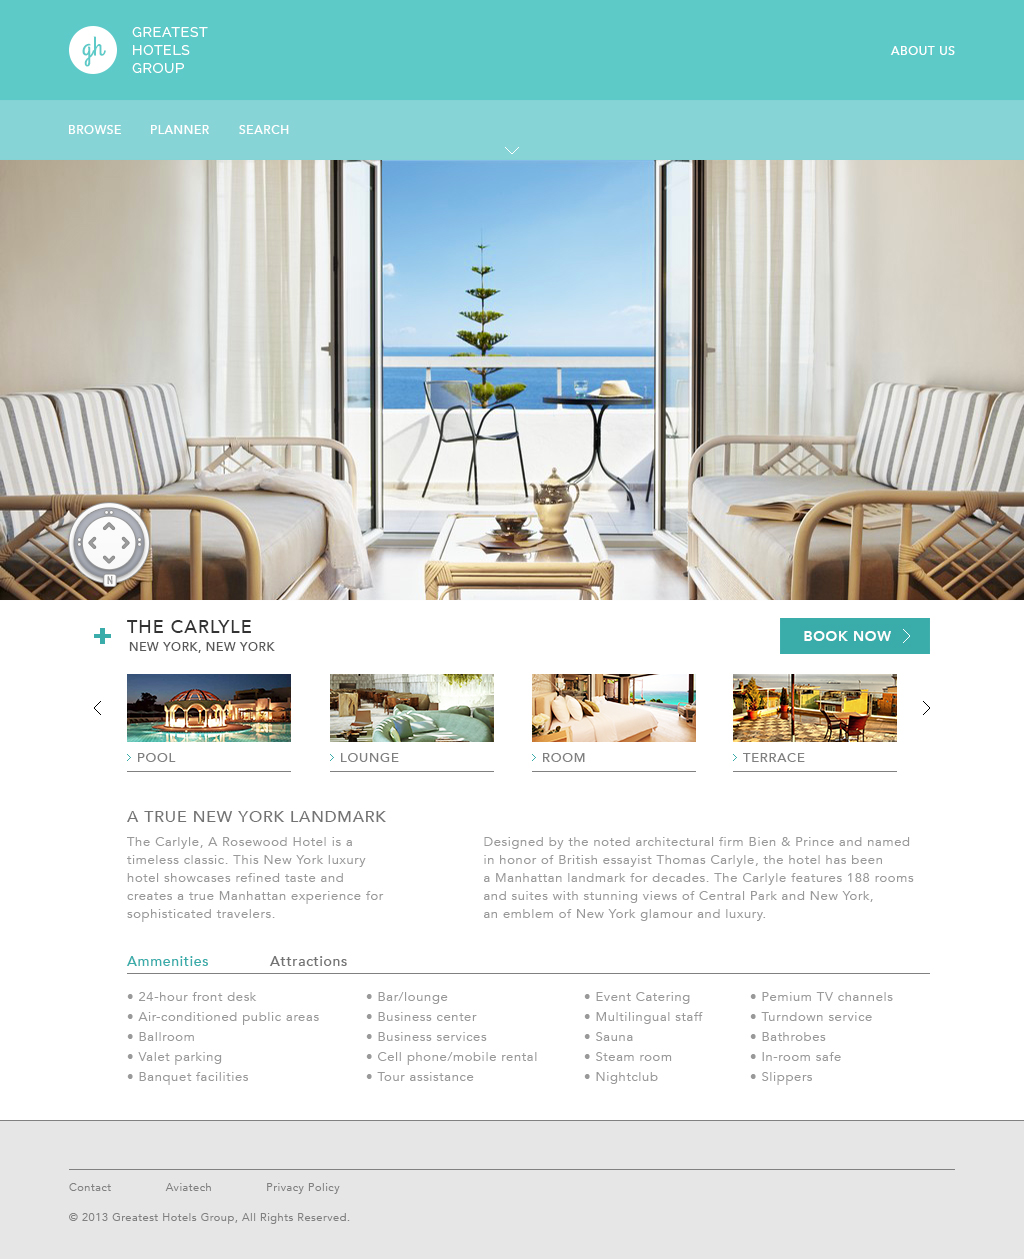 gh
GREATEST
HOTELS
GROUP
ABOUT US
BROWSE PLANNER SEARCH
N
THE CARLYLE
NEW YORK, NEW YORK
BOOK NOW
POOL LOUNGE ROOM TERRACE
A TRUE NEW YORK LANDMARK
The Carlyle, A Rosewood Hotel is a
timeless classic. This New York luxury
hotel showcases refined taste and
creates a true Manhattan experience for
sophisticated travelers.
Designed by the noted architectural firm Bien & Prince and named
in honor of British essayist Thomas Carlyle, the hotel has been
a Manhattan landmark for decades. The Carlyle features 188 rooms
and suites with stunning views of Central Park and New York,
an emblem of New York glamour and luxury.
Ammenities Attractions
• 24-hour front desk
• Air-conditioned public areas
• Ballroom
• Valet parking
• Banquet facilities
• Bar/lounge
• Business center
• Business services
• Cell phone/mobile rental
• Tour assistance
• Event Catering
• Multilingual staff
• Sauna
• Steam room
• Nightclub
• Pemium TV channels
• Turndown service
• Bathrobes
• In-room safe
• Slippers
Contact Aviatech Privacy Policy
© 2013 Greatest Hotels Group, All Rights Reserved.